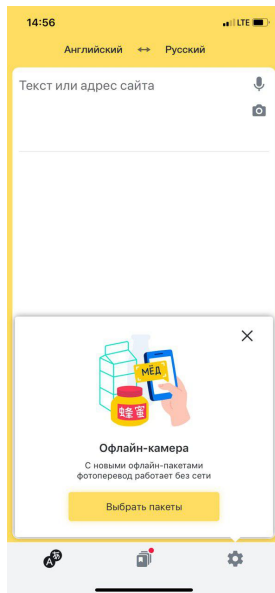 14:56
LTE
Английский ↔ Русский
Текст или адрес сайта
МЁД
蜂蜜
Офлайн-камера
С новыми офлайн-пакетами
фотоперевод работает без сети
Выбрать пакеты